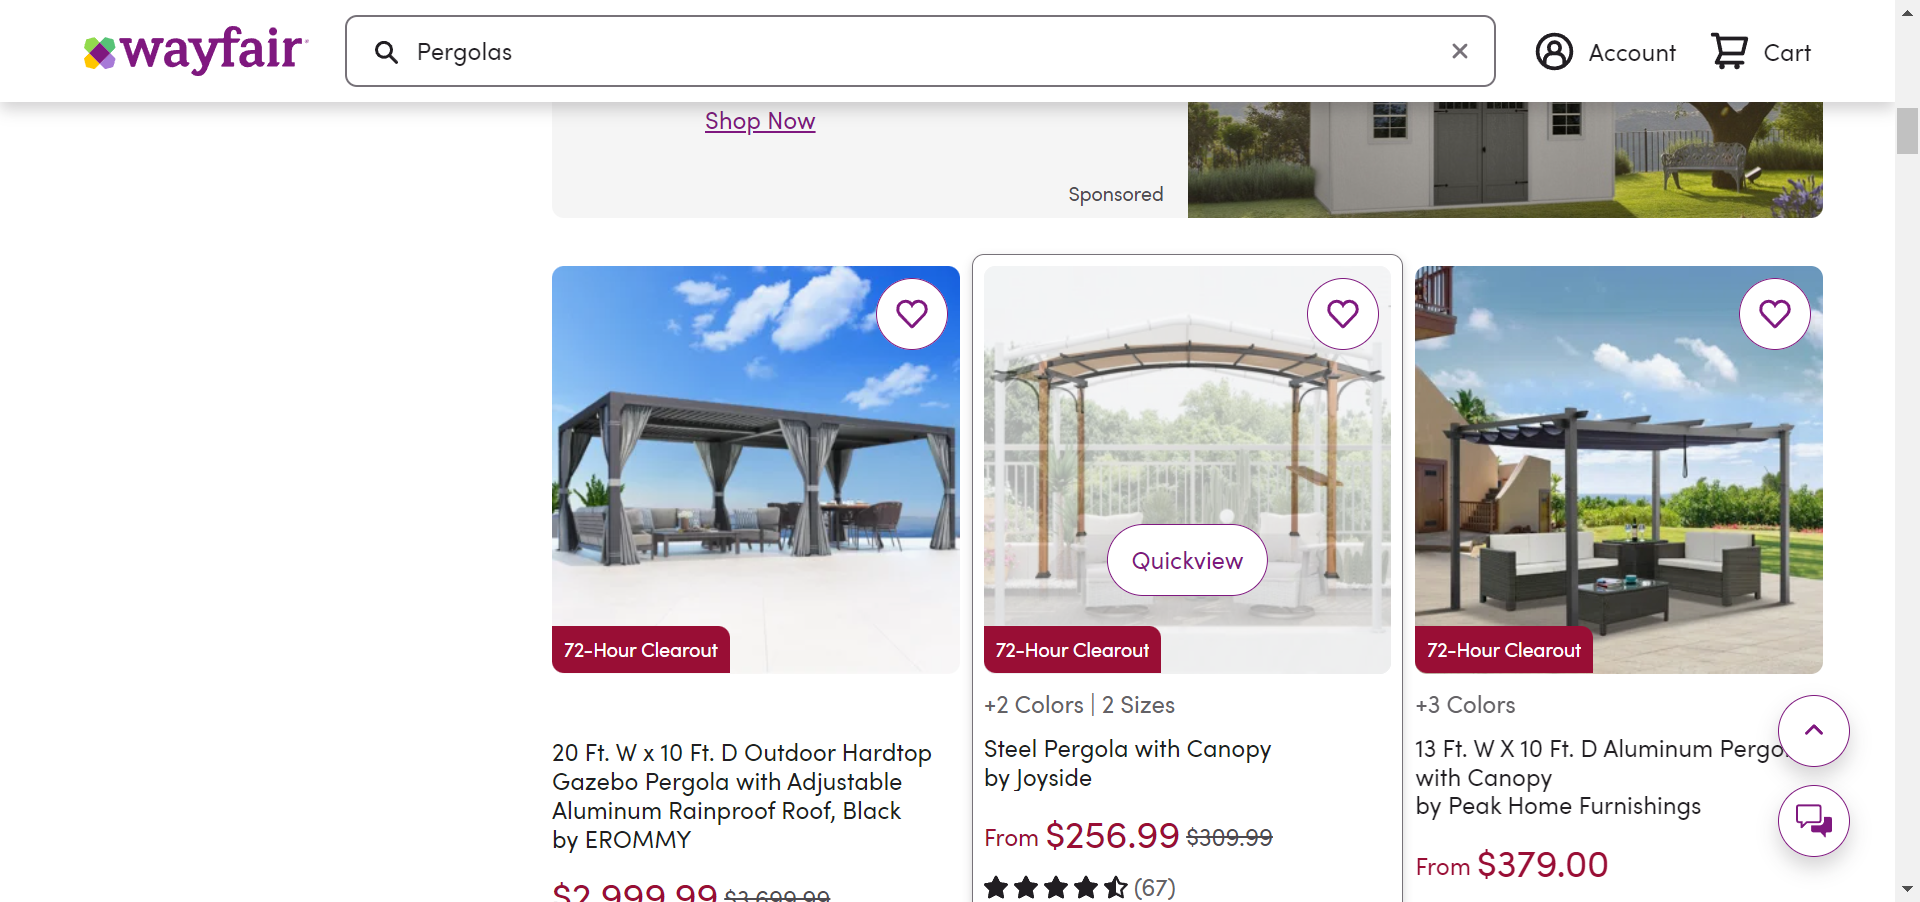 wayfair
Pergolas
Account
Cart
Shop Now
Sponsored
72-Hour Clearout
20 Ft. W x 10 Ft. D Outdoor Hardtop
Gazebo Pergola with Adjustable
Aluminum Rainproof Roof, Black
by EROMMY
$2,999.99 $3,699.99
Quickview
72-Hour Clearout
+2 Colors | 2 Sizes
Steel Pergola with Canopy
by Joyside
From $256.99 $309.99
(67)
72-Hour Clearout
+3 Colors
13 Ft. W X 10 Ft. D Aluminum Pergo
with Canopy
by Peak Home Furnishings
From $379.00